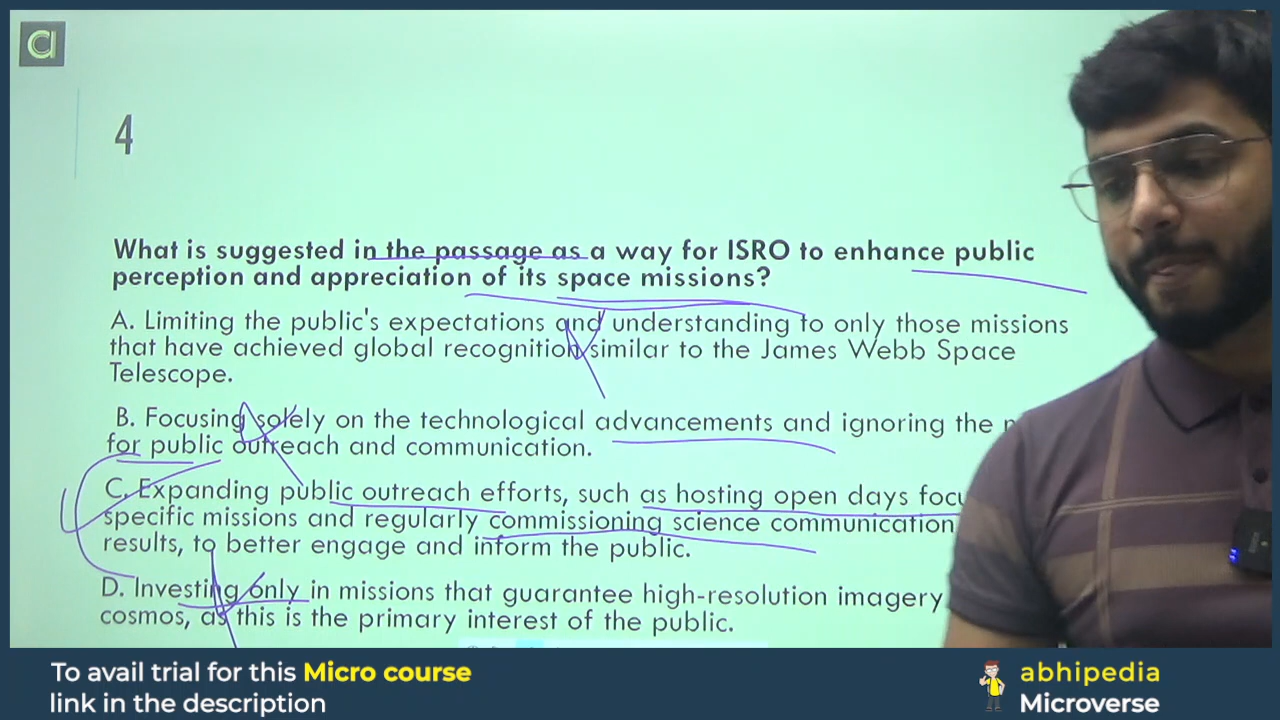 a
4
What is suggested in the passage as a way for ISRO to enhance public
perception and appreciation of its space missions?
A. Limiting the public's expectations and understanding to only those missions
that have achieved global recognition similar to the James Webb Space
Telescope.
B. Focusing solely on the technological advancements and ignoring the
for public outreach and communication.
C. Expanding public outreach efforts, such as hosting open days
specific missions and regularly commissioning science communication
results, to better engage and inform the public.
D. Investing only in missions that guarantee high-resolution imagery
cosmos, as this is the primary interest of the public.
To avail trial for this Micro course
link in the description
abhipedia
Microverse